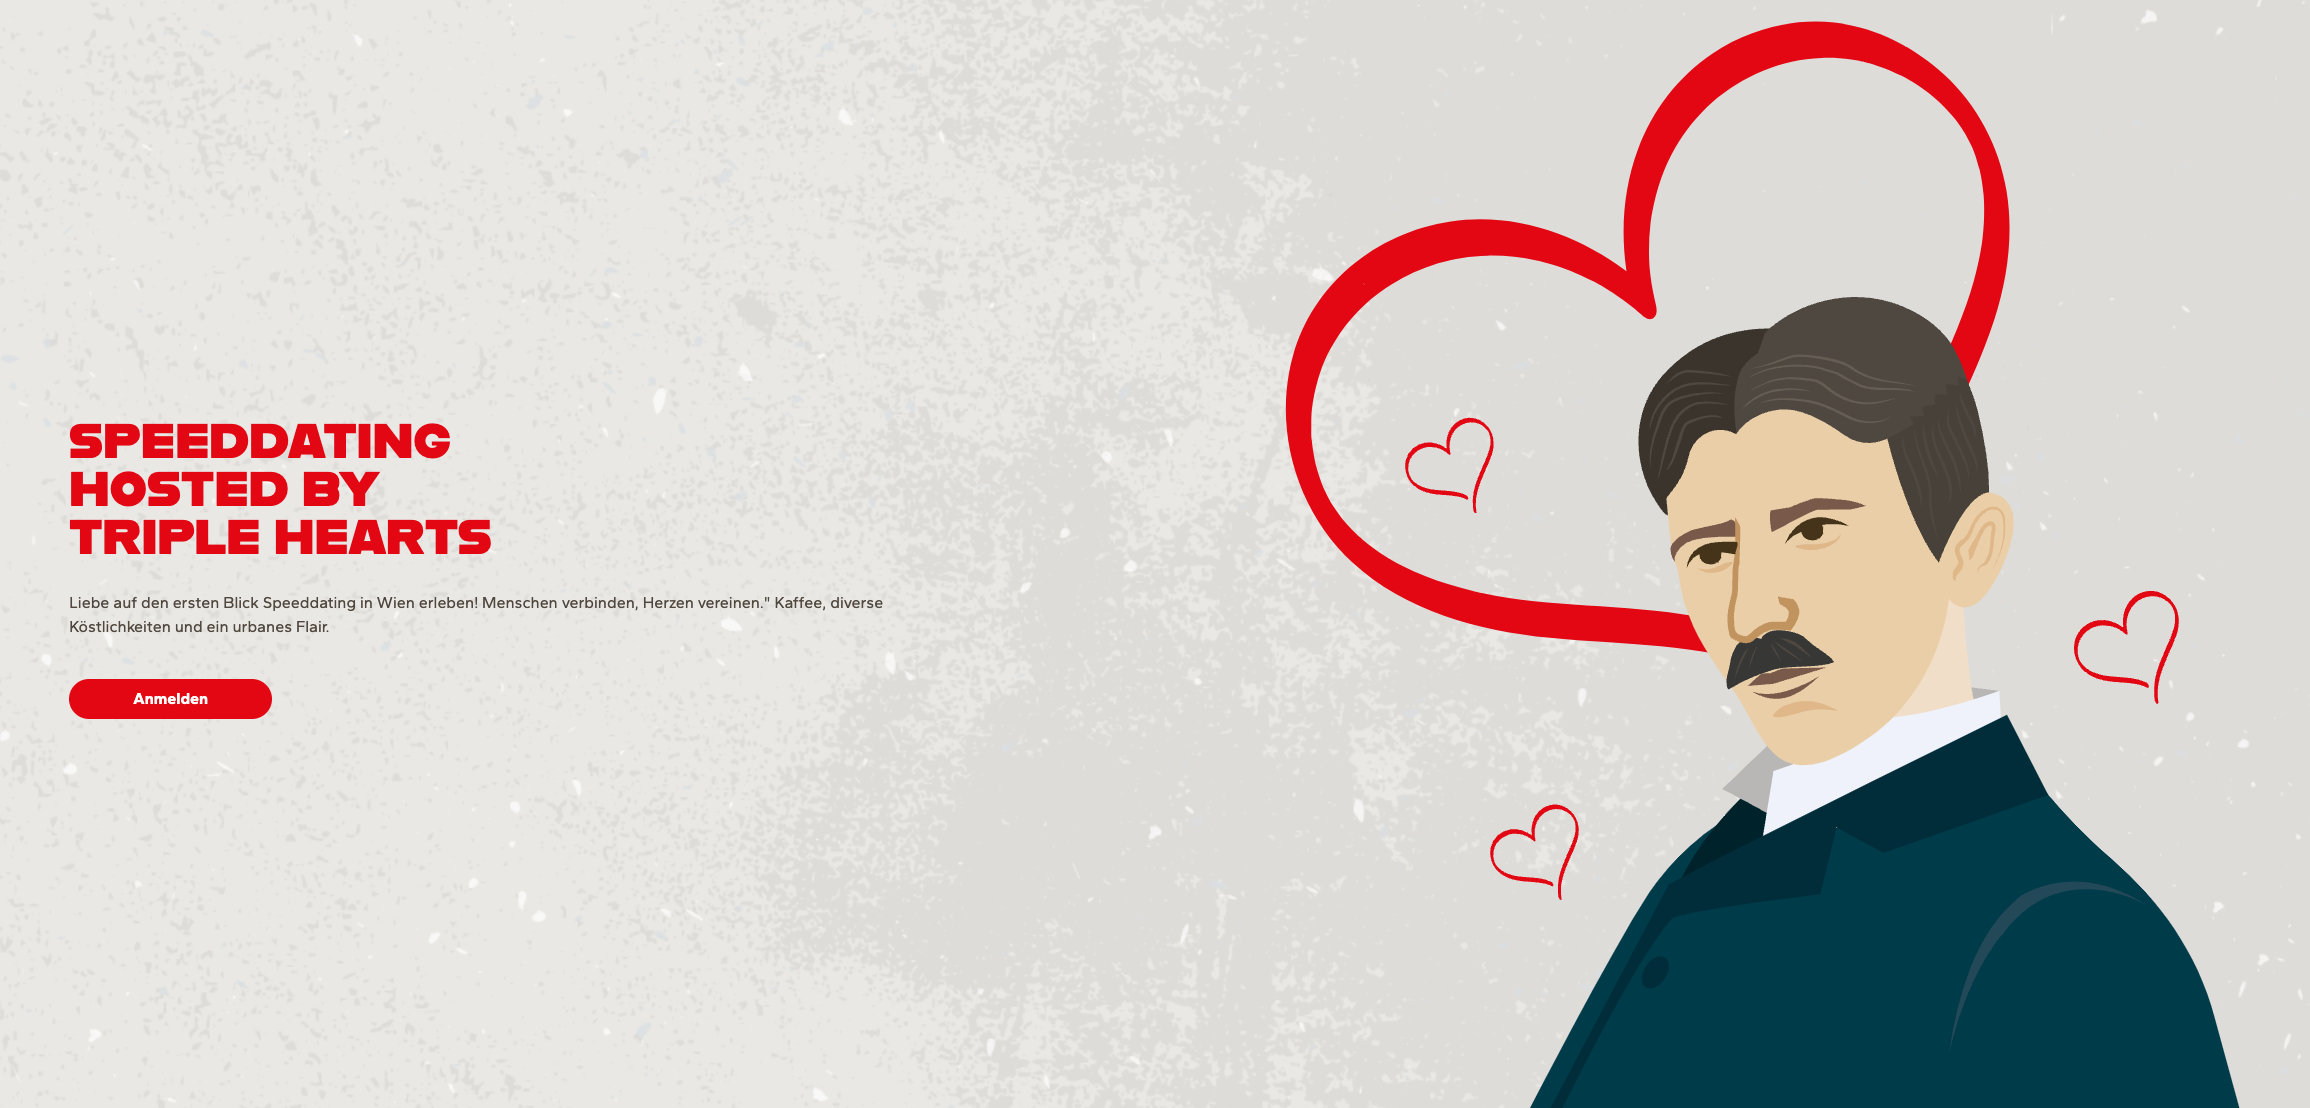 SPEEDDATING
HOSTED BY
TRIPLE HEARTS
Liebe auf den ersten Blick Speeddating in Wien erleben! Menschen verbinden, Herzen vereinen." Kaffee, diverse
Köstlichkeiten und ein urbanes Flair.
Anmelden